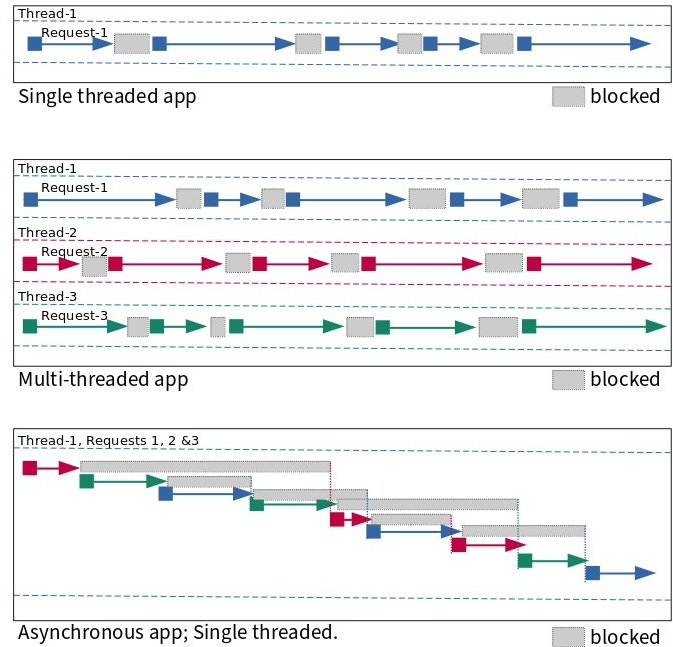 Thread-1
Request-1
Single threaded app
blocked
Thread-1
Request-1
Thread-2
Request-2
Thread-3
Request-3
Multi-threaded app
blocked
Thread-1, Requests 1, 2 &3
Asynchronous app; Single threaded.
blocked